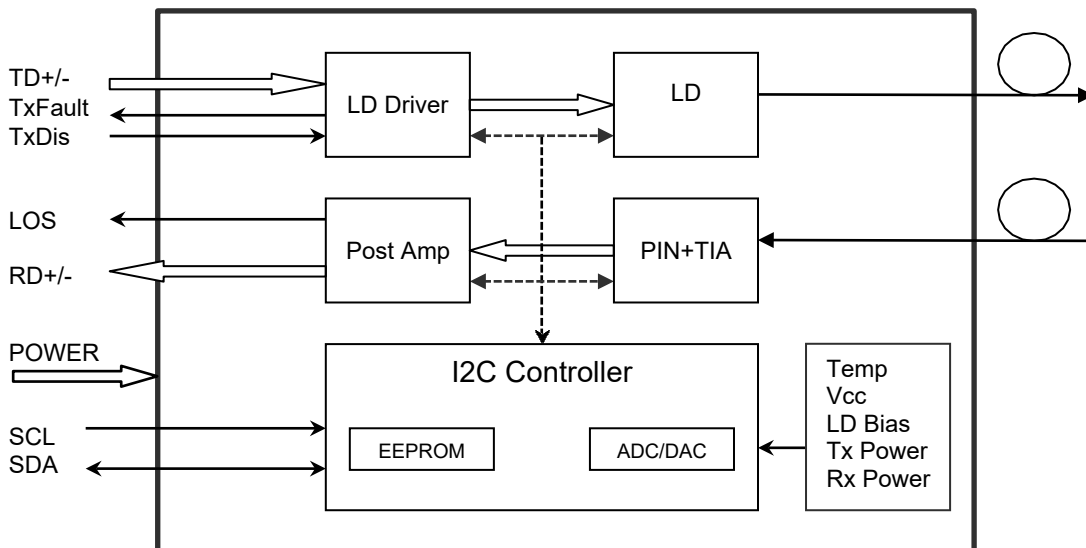 TD+/-
TxFault
TxDis
LD Driver
LD
LOS
RD+/-
Post Amp
PIN+TIA
POWER
SCL
SDA
I2C Controller
EEPROM
ADC/DAC
Temp
Vcc
LD Bias
Tx Power
Rx Power